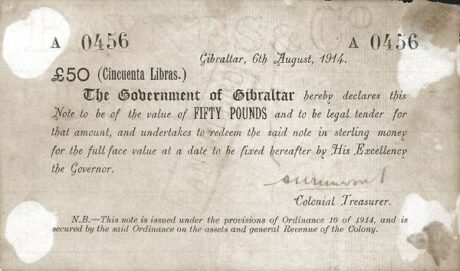 A 0456 A 0456
Gibraltar, 6th August, 1914.
£50 (Cincuenta Libras.)
The Government of Gibraltar hereby declares this
Note to be of the value of FIFTY POUNDS and to be legal tender for
that amount, and undertakes to redeem the said note in sterling money
for the full face value at a date to be fixed hereafter by His Excellency
the Governor.
Colonial Treasurer.
N.B.—This note is issued under the provisions of Ordinance 10 of 1914, and is
secured by the said Ordinance on the assets and general Revenue of the Colony.